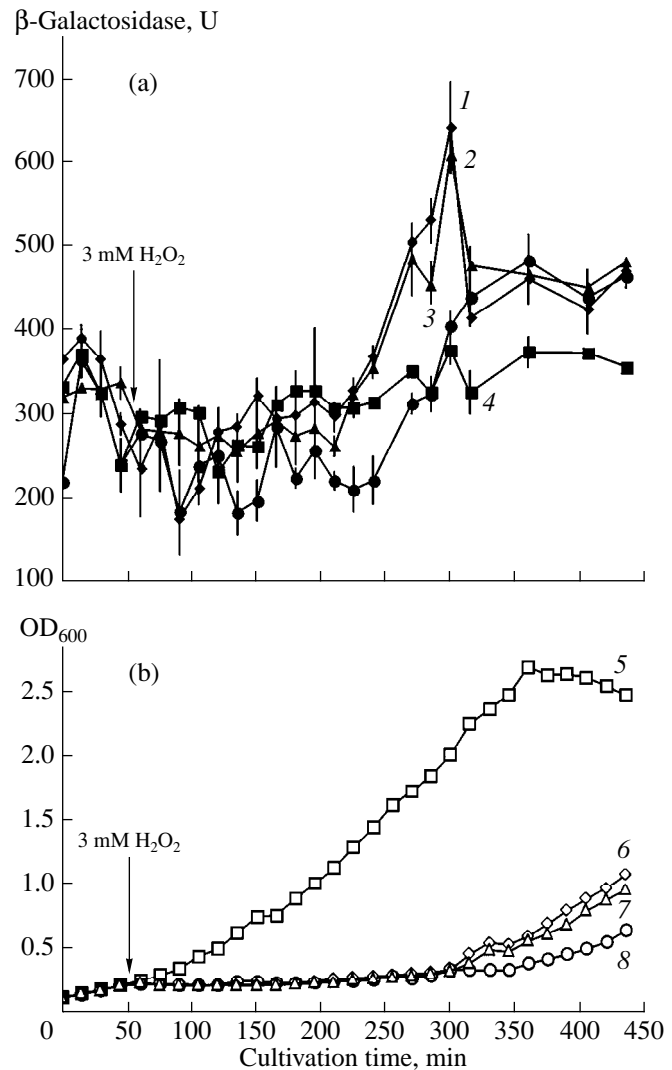 β-Galactosidase, U
700
(a)
1
2
600
500
3 mM H₂O₂
3
400
4
300
200
100
OD₆₀₀
(b)
5
2.5
2.0
1.5
3 mM H₂O₂
6
1.0
7
0.5
8
0 50 100 150 200 250 300 350 400 450
Cultivation time, min